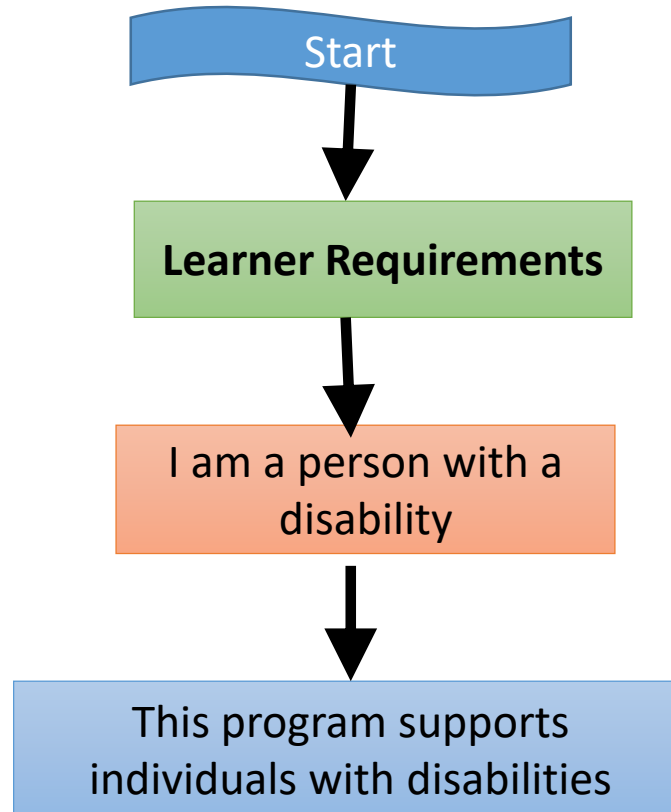 Start
Learner Requirements
I am a person with a
disability
This program supports
individuals with disabilities